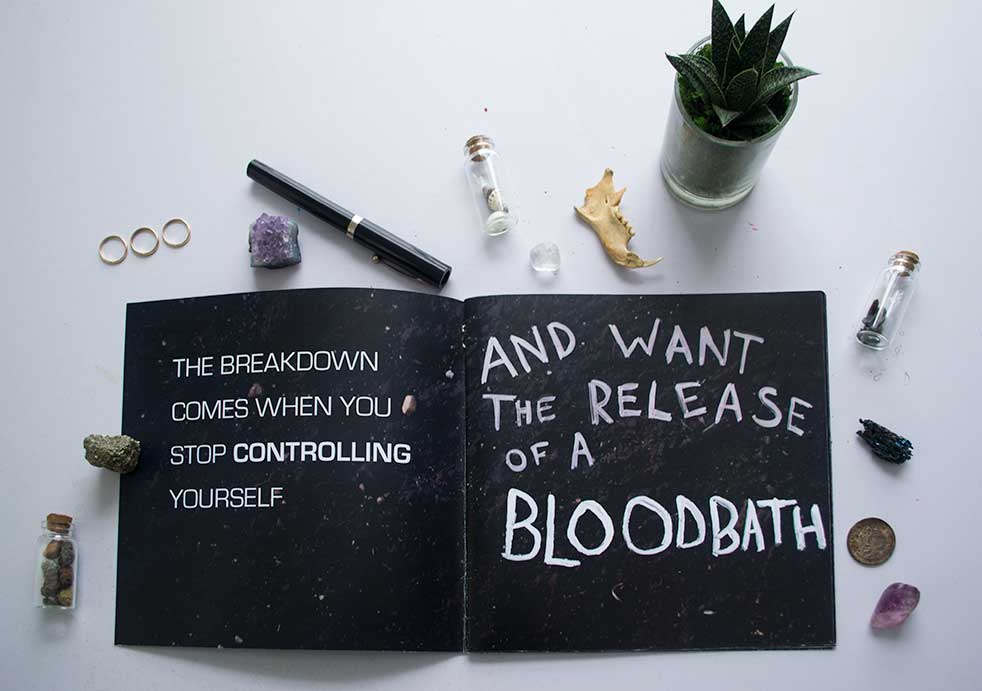 THE BREAKDOWN
COMES WHEN YOU
STOP CONTROLLING
YOURSELF
AND WANT
THE RELEASE
OF A
BLOODBATH